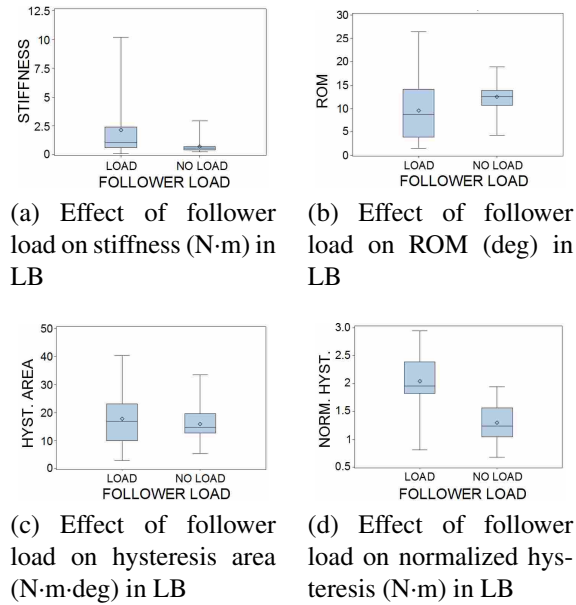 12.5
10
7.5
5
2.5
0
STIFFNESS
LOAD NO LOAD
FOLLOWER LOAD
(a) Effect of follower
load on stiffness (N·m) in
LB
30
25
20
15
10
5
0
ROM
LOAD NO LOAD
FOLLOWER LOAD
(b) Effect of follower
load on ROM (deg) in
LB
50
40
30
20
10
0
HYST. AREA
LOAD NO LOAD
FOLLOWER LOAD
(c) Effect of follower
load on hysteresis area
(N·m·deg) in LB
3.0
2.5
2
1.5
1
0.5
NORM. HYST.
LOAD NO LOAD
FOLLOWER LOAD
(d) Effect of follower
load on normalized hys-
teresis (N·m) in LB